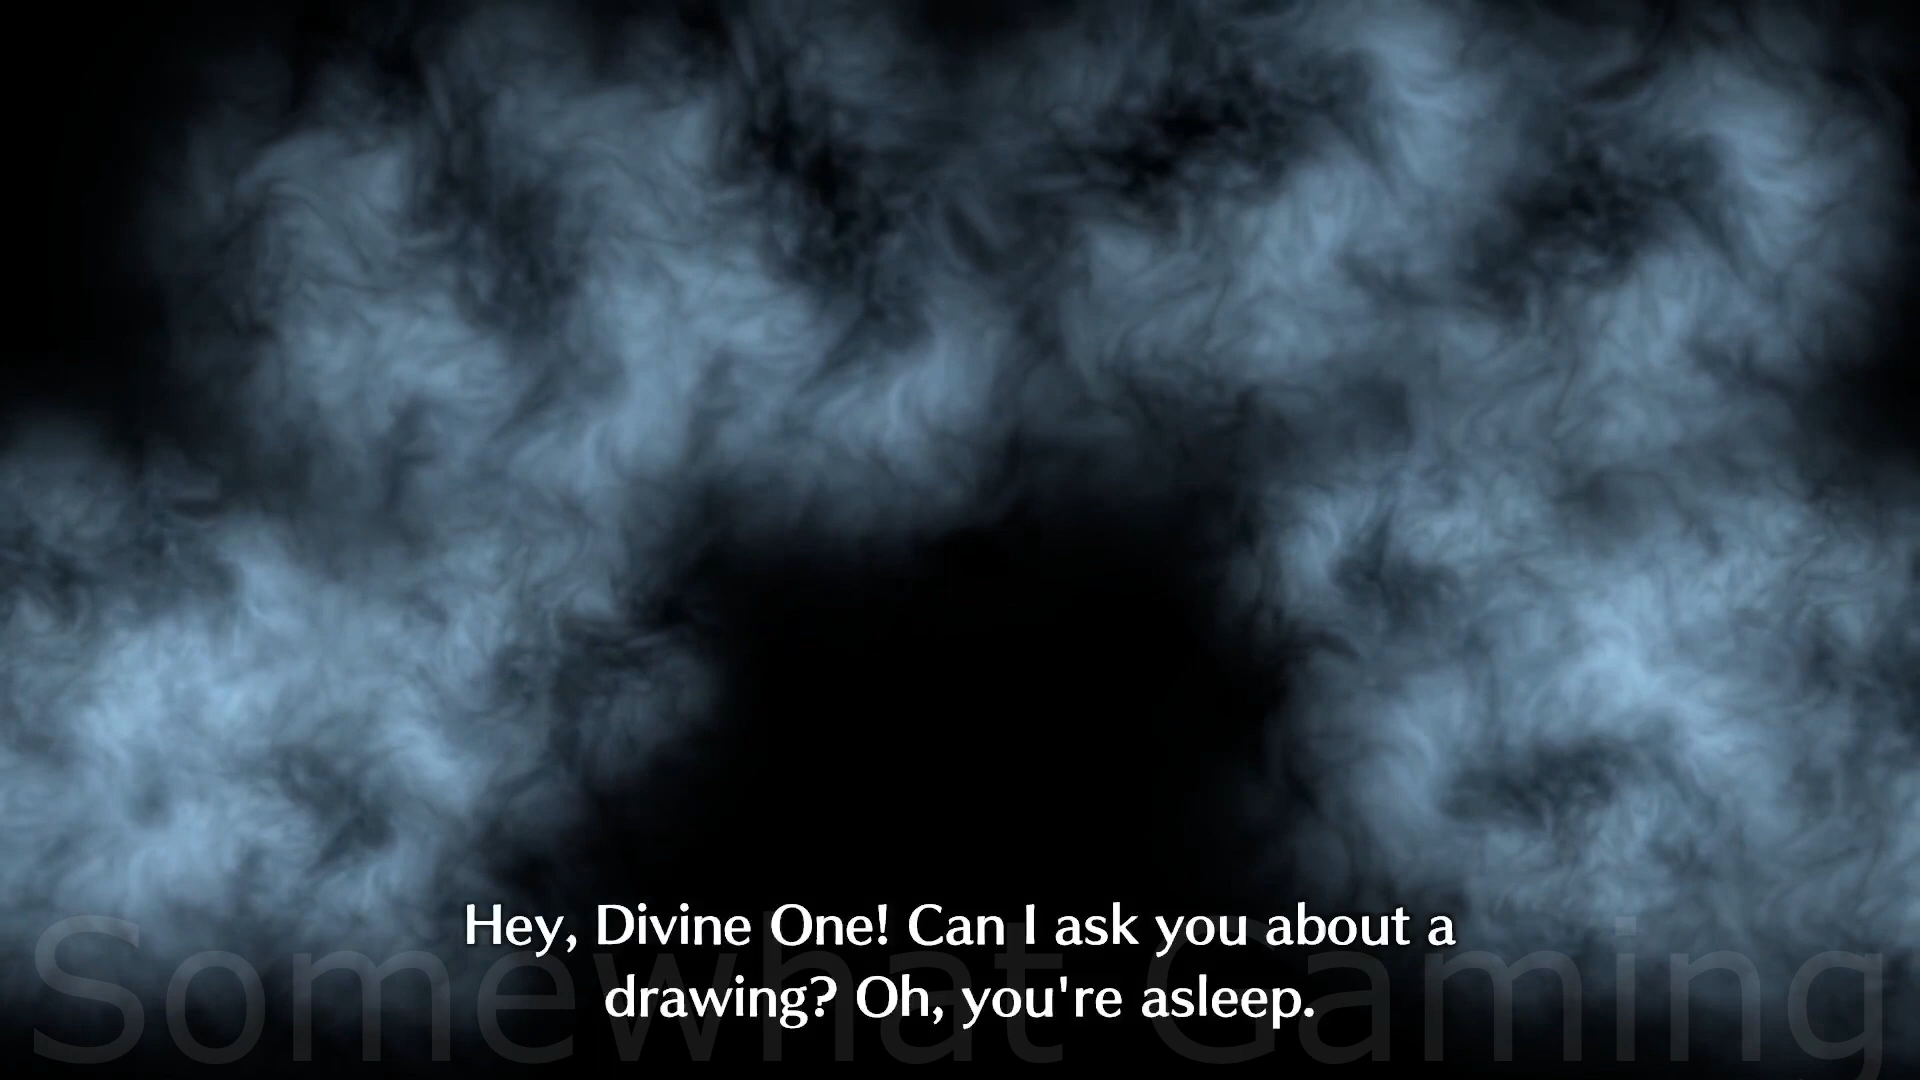 Hey, Divine One! Can I ask you about a
drawing? Oh, you're asleep.
Somewhat Gaming